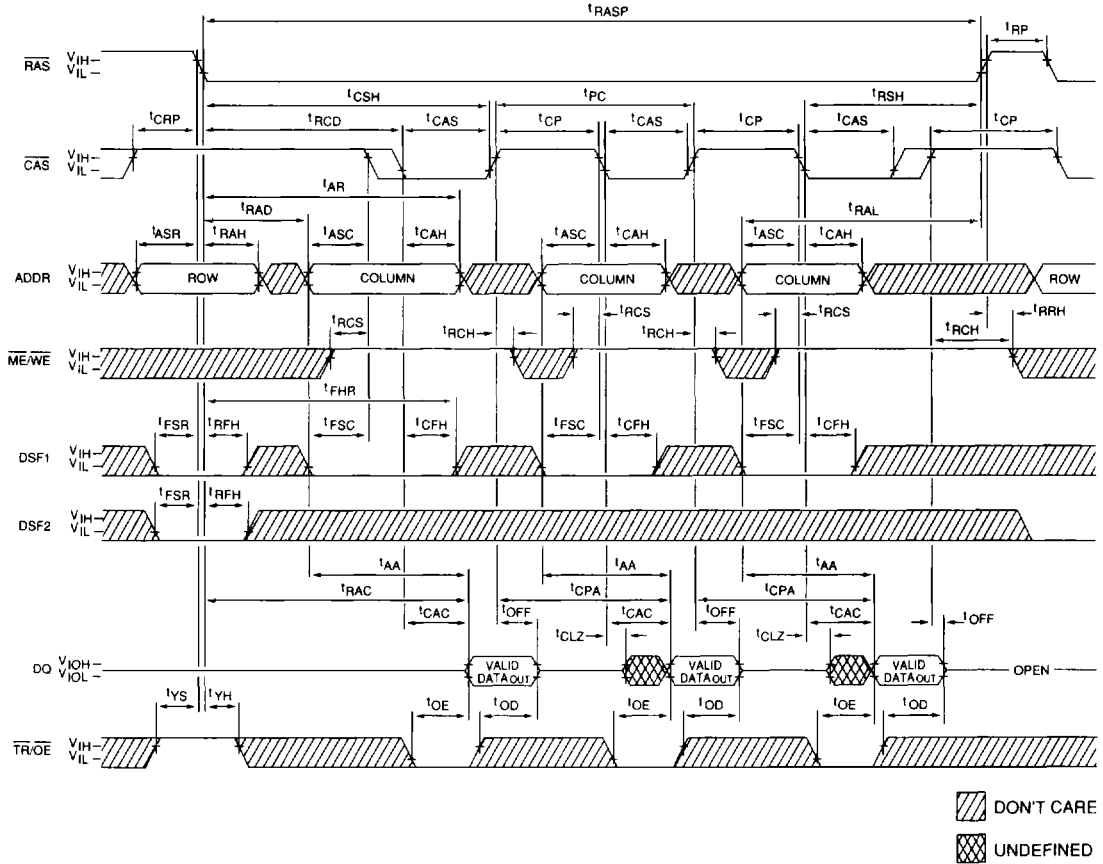 tRASP
tRP
RAS VIH VIL
tCSH tPC tRSH
tCRP tRCD tCAS tCP tCAS tCP tCAS tCP
CAS VIH VIL
tAR
tRAD tRAL
tASR tRAH tASC tCAH tASC tCAH tASC tCAH
ADDR VIH VIL ROW COLUMN COLUMN COLUMN ROW
tRCS tRCH tRCS tRCH tRCS tRCH tRRH
ME/WE VIH VIL
tFHR
tFSR tRFH tFSC tCFH tFSC tCFH tFSC tCFH
DSF1 VIH VIL
tFSR tRFH
DSF2 VIH VIL
tAA tAA tAA
tRAC tCPA tCPA
tCAC tOFF tCAC tOFF tCAC tOFF
tCLZ tCLZ
DQ VIOH VIOL VALID DATAOUT VALID DATAOUT VALID DATAOUT OPEN
tYS tYH tOE tOD tOE tOD tOE tOD
TR/OE VIH VIL
DON'T CARE
UNDEFINED